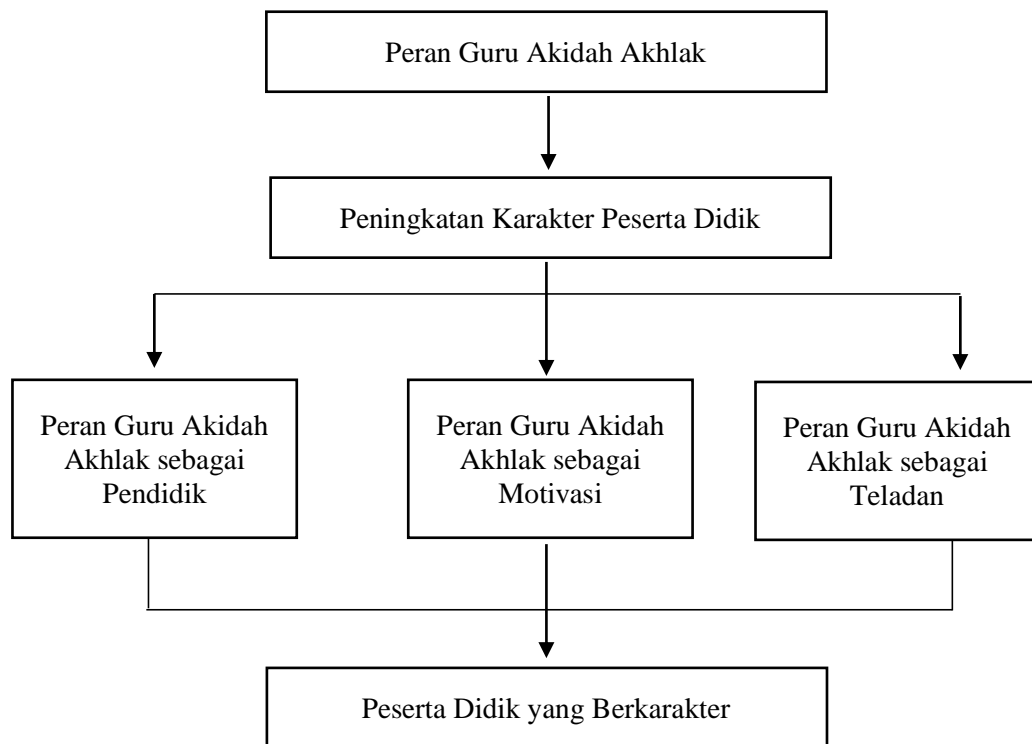 Peran Guru Akidah Akhlak
Peningkatan Karakter Peserta Didik
Peran Guru Akidah
Akhlak sebagai
Pendidik
Peran Guru Akidah
Akhlak sebagai
Motivasi
Peran Guru Akidah
Akhlak sebagai
Teladan
Peserta Didik yang Berkarakter